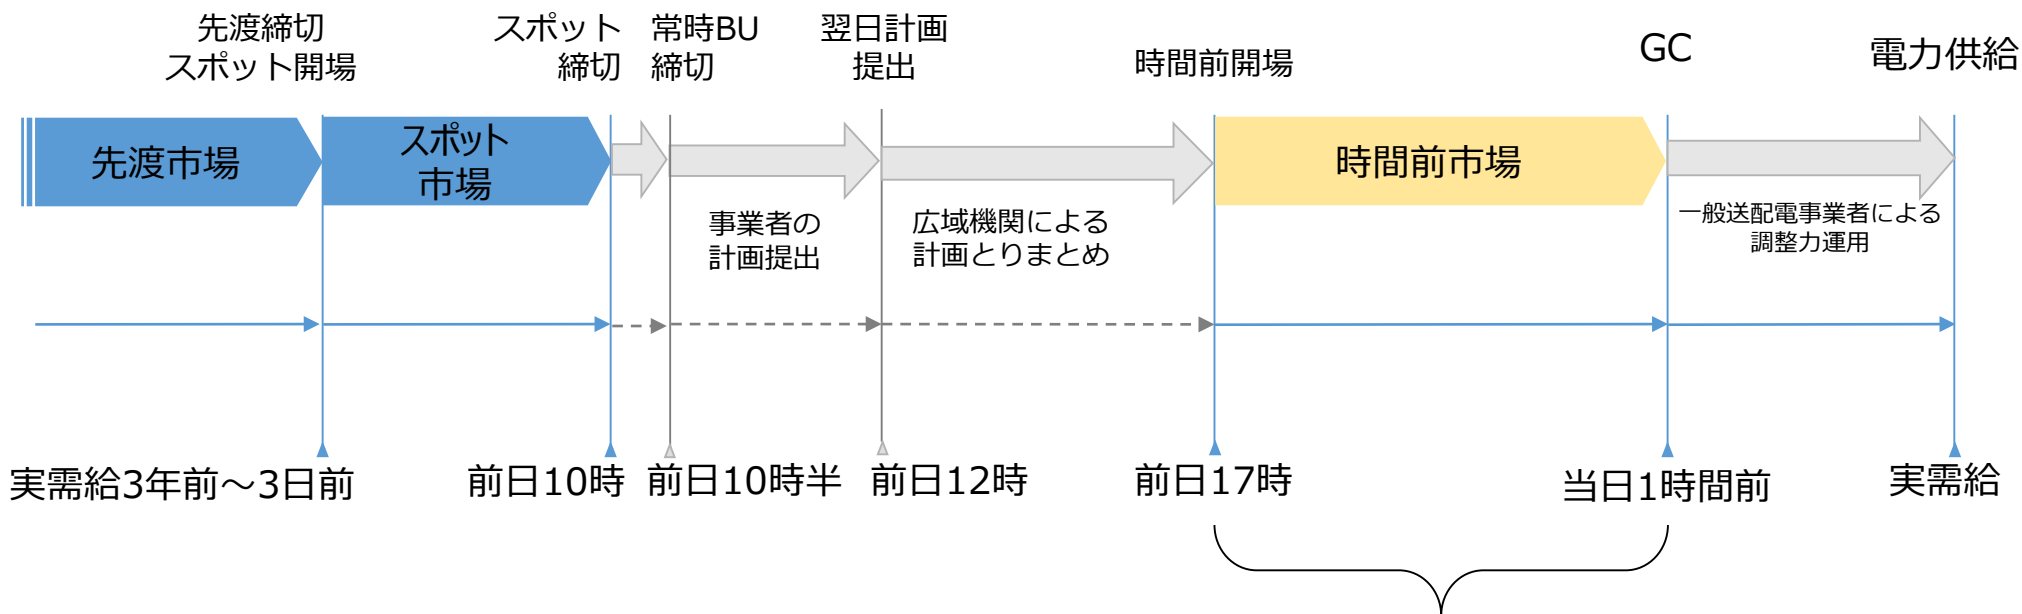 先渡締切
スポット開場
スポット
締切
常時BU
締切
翌日計画
提出
時間前開場
GC
電力供給
先渡市場
スポット
市場
時間前市場
事業者の
計画提出
広域機関による
計画とりまとめ
一般送配電事業者による
調整力運用
実需給3年前～3日前
前日10時
前日10時半
前日12時
前日17時
当日1時間前
実需給